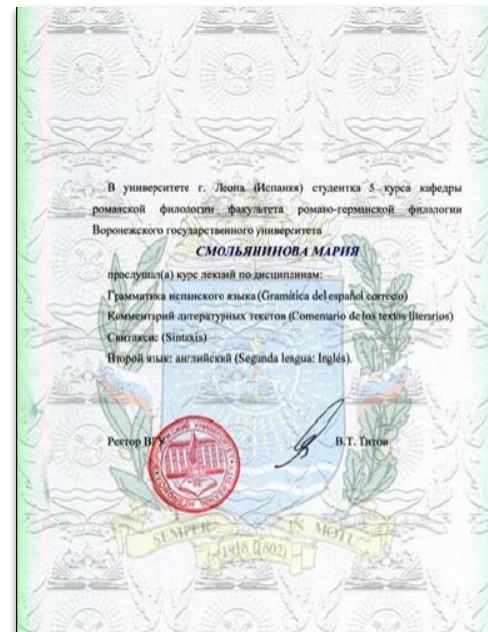 В университете г. Леона (Испания) студентка 5 курса кафедры
романской филологии факультета романо-германской филологии
Воронежского государственного университета
СМОЛЬЯНИНОВА МАРИЯ
прослушал(а) курс лекций по дисциплинам:
Грамматика испанского языка (Gramítica del español correcto)
Комментарий литературных текстов (Comenuario de los textos literarios)
Синтаксис (Sintaxis)
Второй язык: английский (Segunda lengua: Inglés).
Ректор ВГУ В.Т. Титов
SEMPER IN MOTU
1918 (1802)